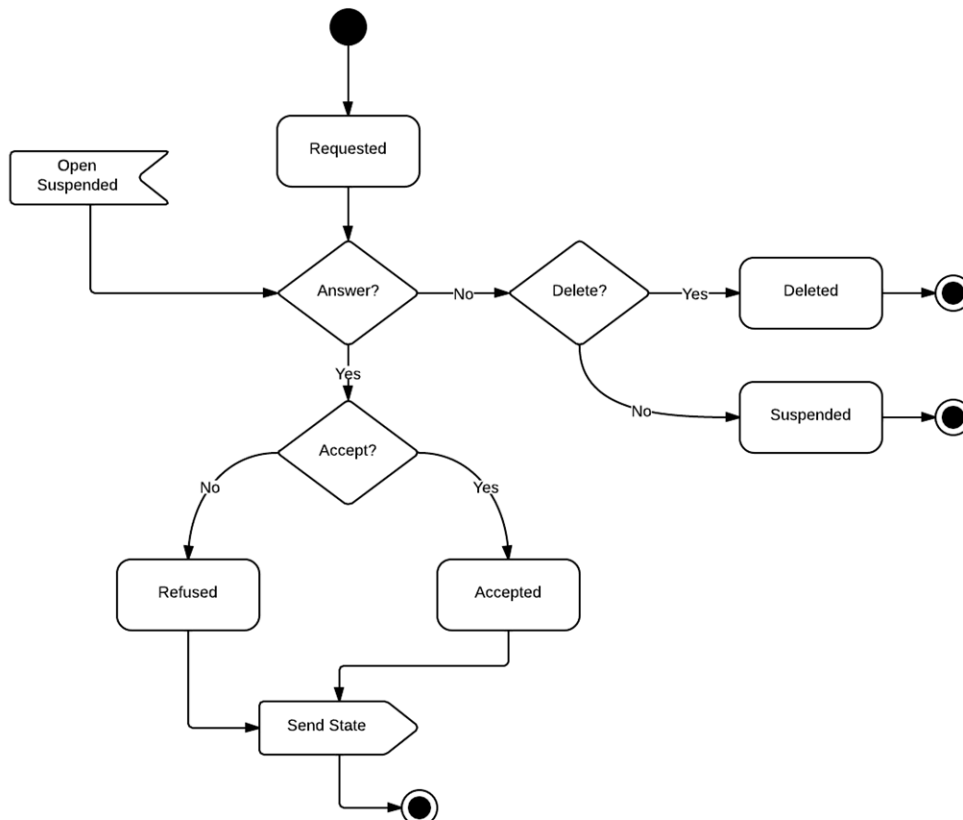 Requested
Open
Suspended
Answer?
No
Delete?
Yes
Deleted
Yes
No
Suspended
Accept?
No
Yes
Refused
Accepted
Send State